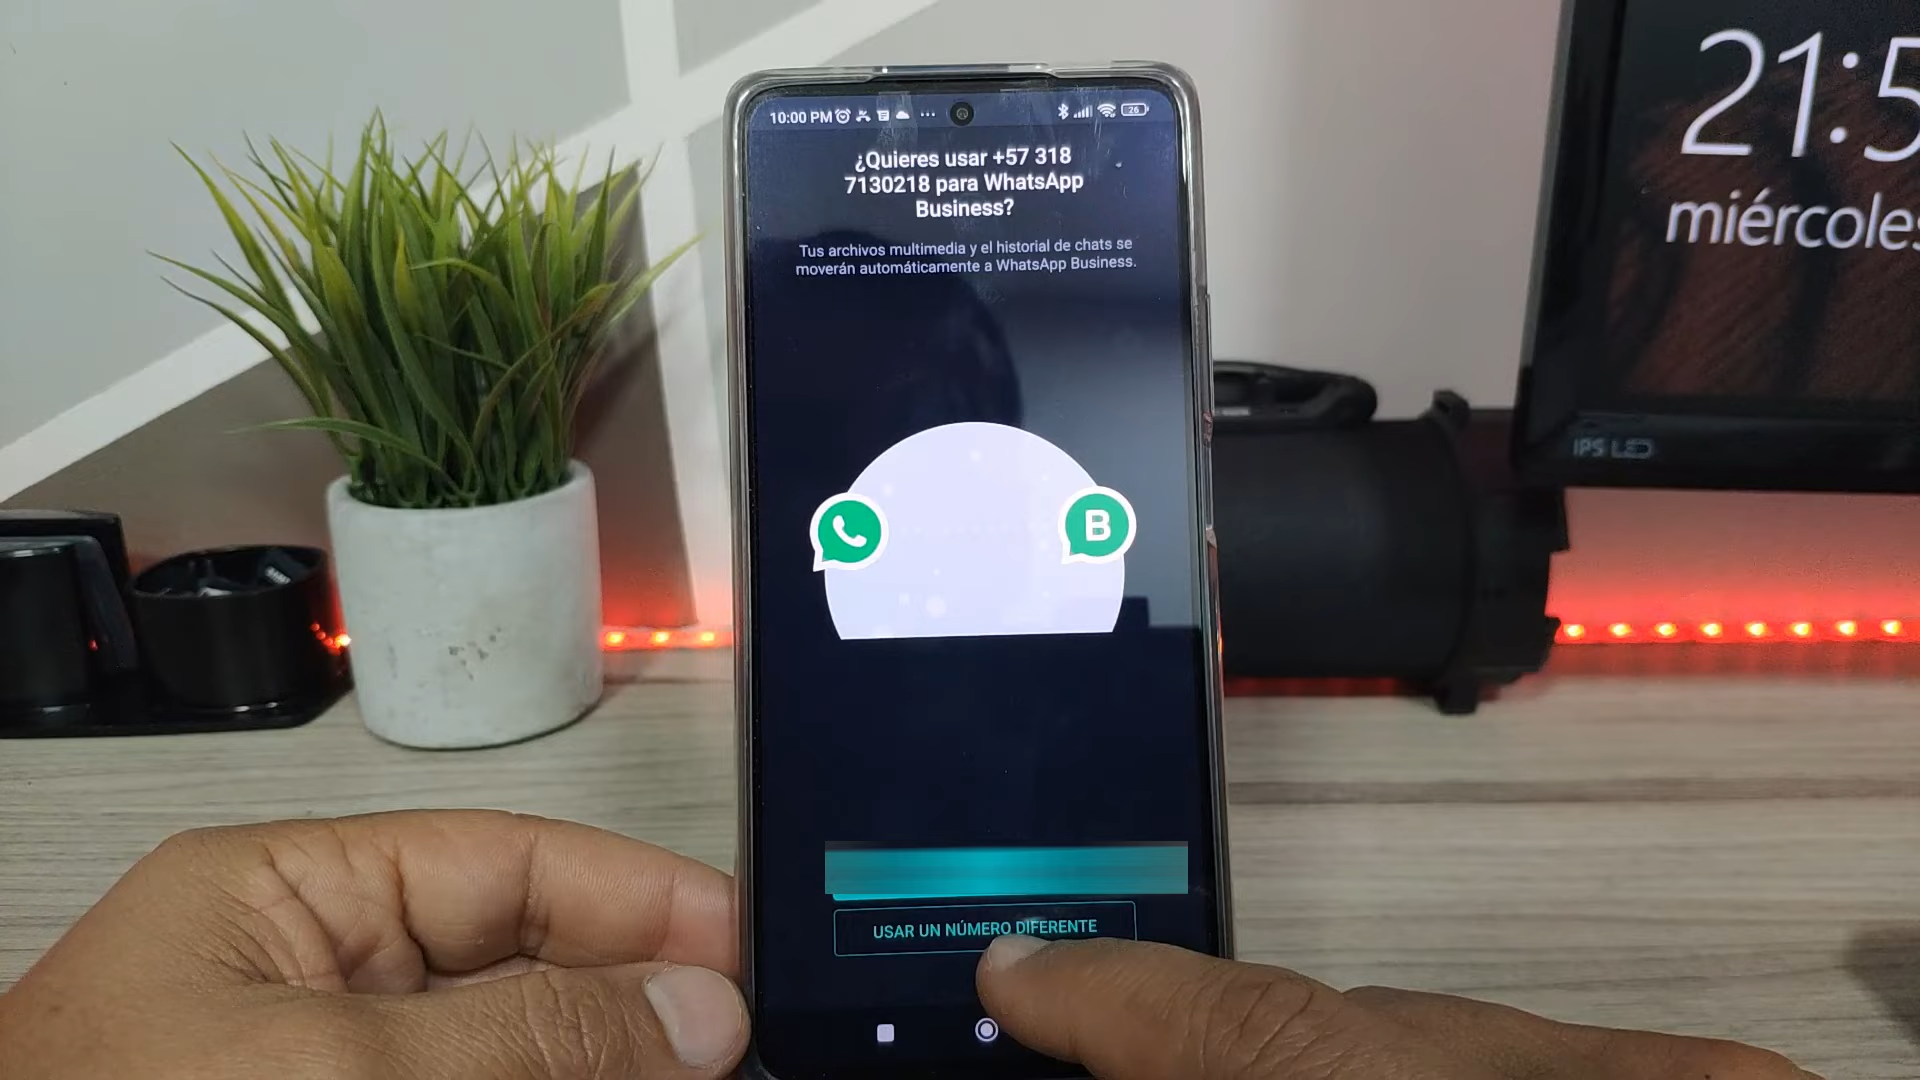 10:00 PM
26
¿Quieres usar +57 318
7130218 para WhatsApp
Business?
Tus archivos multimedia y el historial de chats se
moverán automáticamente a WhatsApp Business.
B
USAR UN NÚMERO DIFERENTE
21:5
miércoles
IPS LED